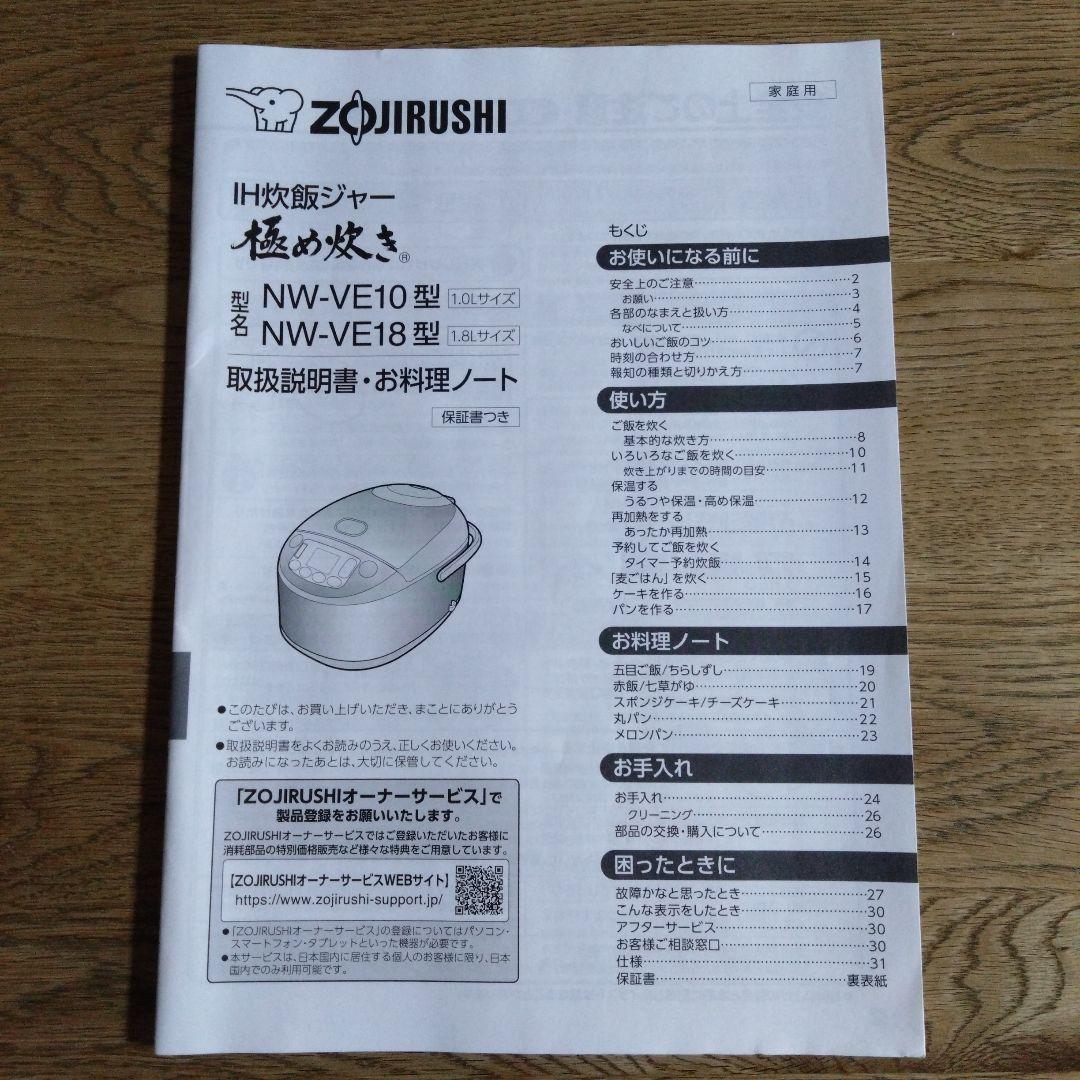 ZOJIRUSHI
家庭用
IH炊飯ジャー
極め炊き®
型名
NW-VE10型 1.0Lサイズ
NW-VE18型 1.8Lサイズ
取扱説明書・お料理ノート
保証書つき
●このたびは、お買い上げいただき、まことにありがとう
ございます。
●取扱説明書をよくお読みのうえ、正しくお使いください。
お読みになったあとは、大切に保管してください。
「ZOJIRUSHIオーナーサービス」で
製品登録をお願いいたします。
ZOJIRUSHIオーナーサービスではご登録いただいたお客様に
消耗部品の特別価格販売など様々な特典をご用意しています。
【ZOJIRUSHIオーナーサービスWEBサイト】
https://www.zojirushi-support.jp/
●「ZOJIRUSHIオーナーサービス」の登録についてはパソコン・
スマートフォン・タブレットといった機器が必要です。
●本サービスは、日本国内に居住する個人のお客様に限り、日本
国内でのみ利用可能です。
もくじ
お使いになる前に
安全上のご注意…2
お願い…3
各部のなまえと扱い方…4
なべについて…5
おいしいご飯のコツ…6
時刻の合わせ方…7
報知の種類と切りかえ方…7
使い方
ご飯を炊く
基本的な炊き方…8
いろいろなご飯を炊く…10
炊き上がりまでの時間の目安…11
保温する
うるつや保温・高め保温…12
再加熱をする
あったか再加熱…13
予約してご飯を炊く
タイマー予約炊飯…14
「麦ごはん」を炊く…15
ケーキを作る…16
パンを作る…17
お料理ノート
五目ご飯/ちらしずし…19
赤飯/七草がゆ…20
スポンジケーキ/チーズケーキ…21
丸パン…22
メロンパン…23
お手入れ
お手入れ…24
クリーニング…26
部品の交換・購入について…26
困ったときに
故障かなと思ったとき…27
こんな表示をしたとき…30
アフターサービス…30
お客様ご相談窓口…30
仕様…31
保証書…裏表紙